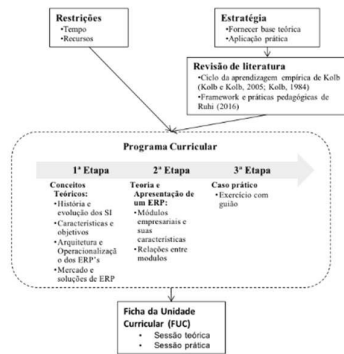 Restrições
•Tempo
•Recursos
Estratégia
•Fornecer base teórica
•Aplicação prática
Revisão de literatura
•Ciclo da aprendizagem empírica de Kolb
(Kolb e Kolb, 2005; Kolb, 1984)
•Framework e práticas pedagógicas de
Ruhi (2016)
Programa Curricular
1ª Etapa
2ª Etapa
3ª Etapa
Conceitos
Teóricos:
•História e
evolução dos SI
•Características e
objetivos
•Arquitetura e
Operacionalizaçã
o dos ERP's
•Mercado e
soluções de ERP
Teoria e
Apresentação de
um ERP:
•Módulos
empresariais e
suas
características
•Relações entre
modulos
Caso prático
•Exercício com
guião
Ficha da Unidade
Curricular (FUC)
• Sessão teórica
• Sessão prática